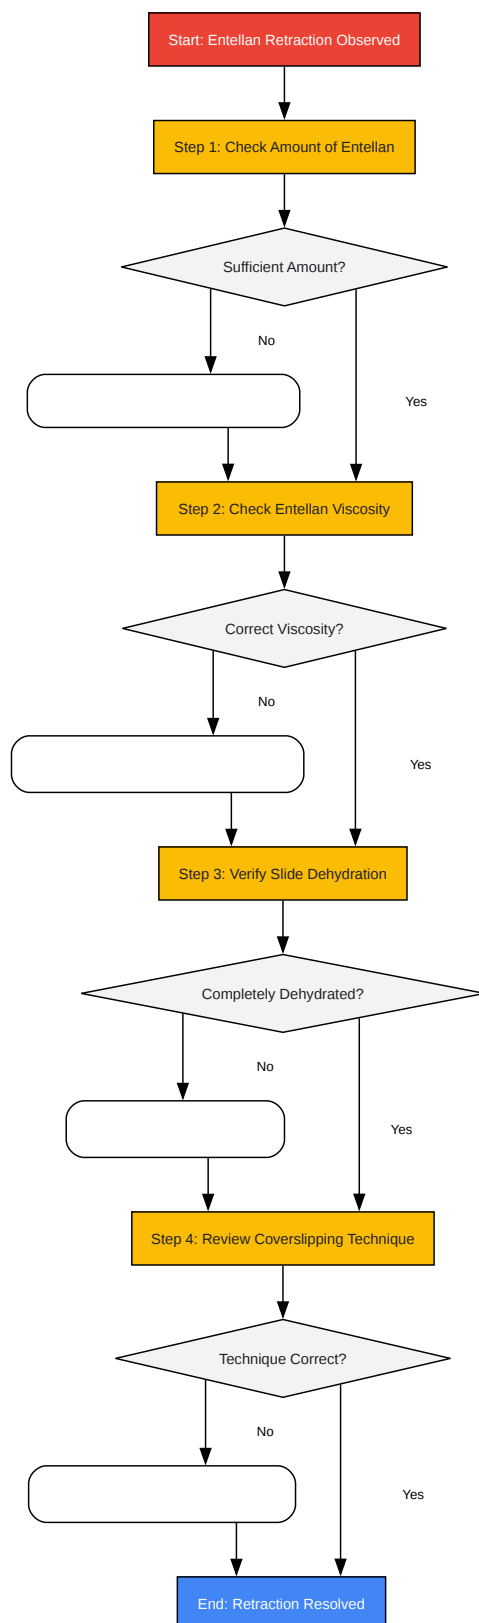 Start: Entellan Retraction Observed
Step 1: Check Amount of Entellan
Sufficient Amount?
No
Yes
Step 2: Check Entellan Viscosity
Correct Viscosity?
No
Yes
Step 3: Verify Slide Dehydration
Completely Dehydrated?
No
Yes
Step 4: Review Coverslipping Technique
Technique Correct?
No
Yes
End: Retraction Resolved